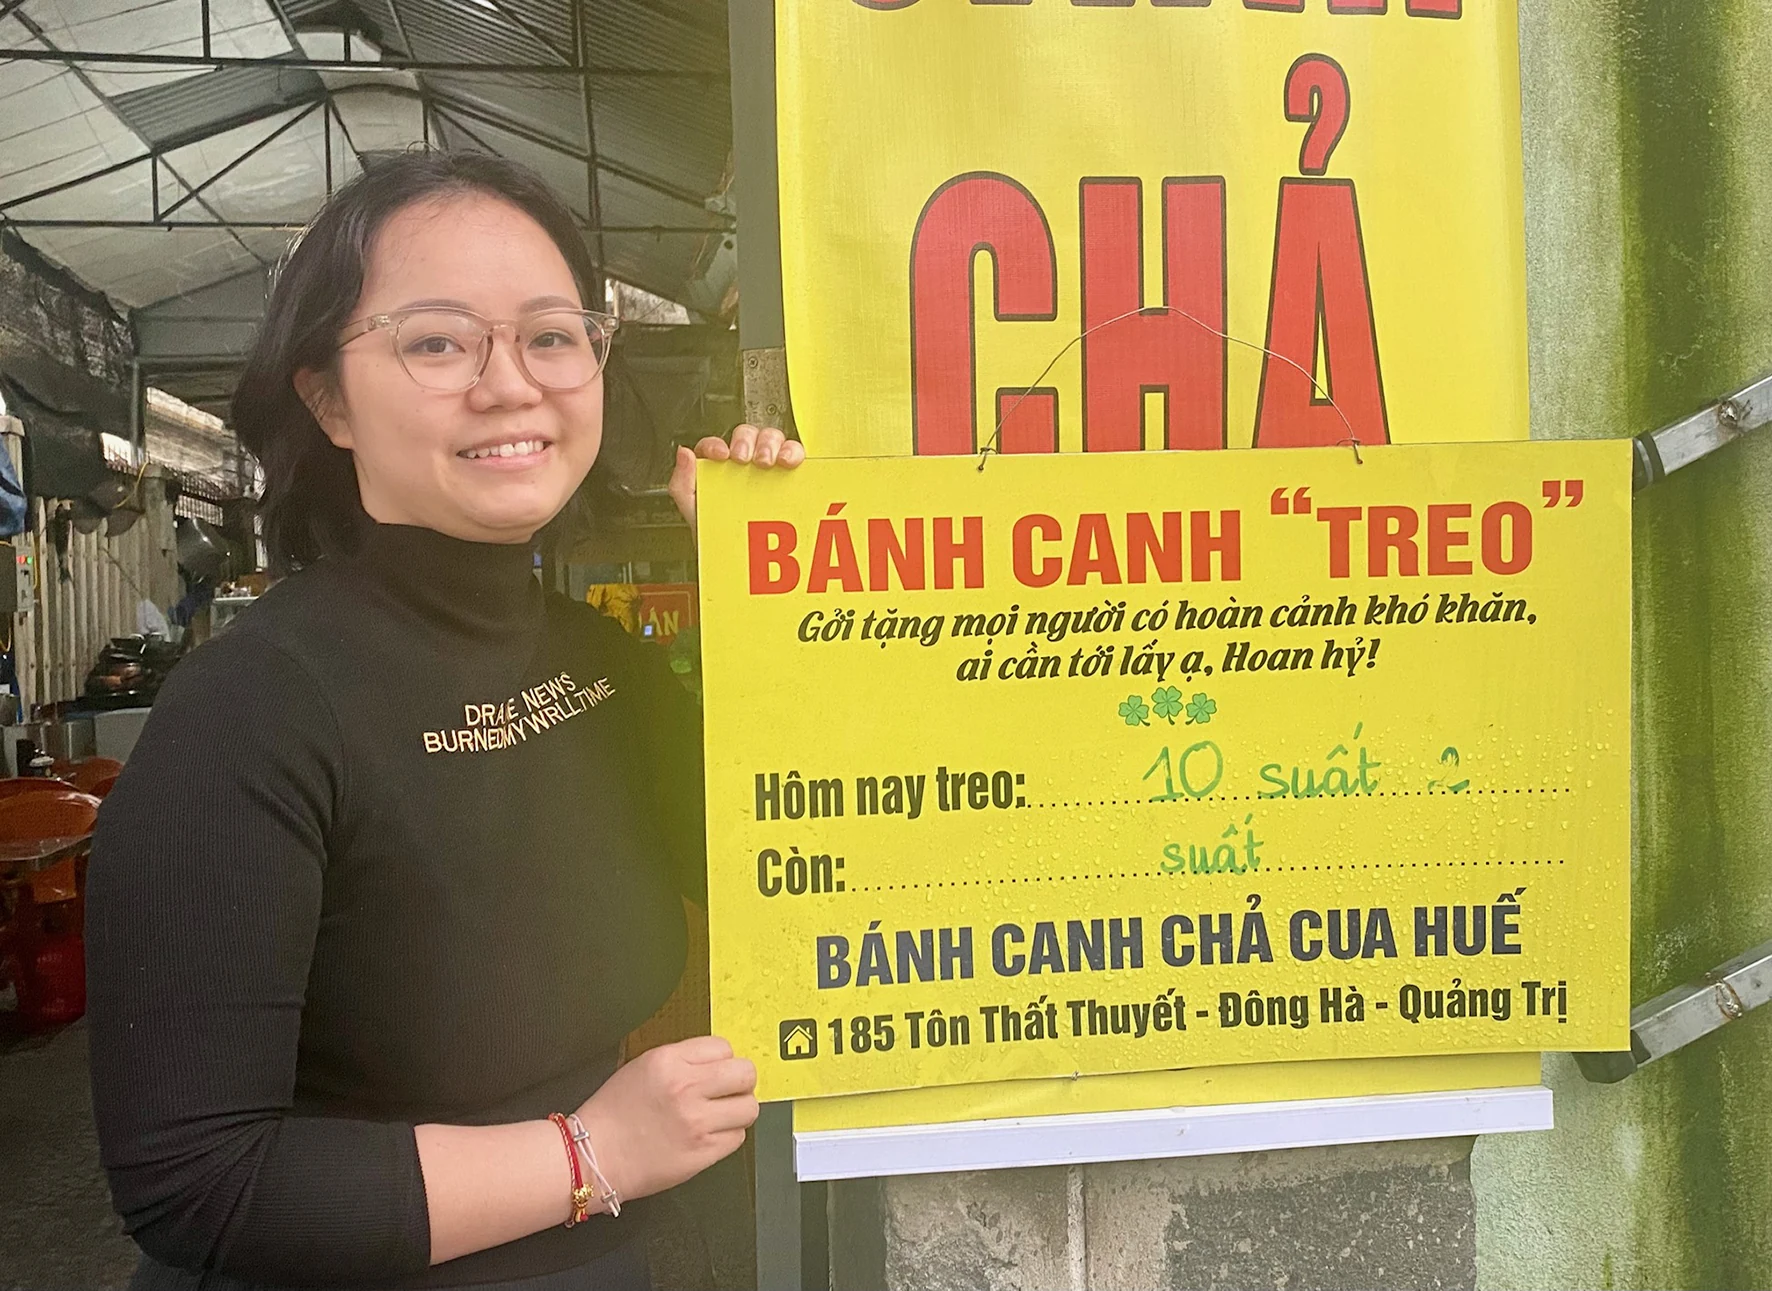 CHẢ
BÁNH CANH “TREO”
Gởi tặng mọi người có hoàn cảnh khó khăn,
ai cần tới lấy ạ, Hoan hỷ!
Hôm nay treo: 10 suất 2
Còn: suất
BÁNH CANH CHẢ CUA HUẾ
185 Tôn Thất Thuyết - Đông Hà - Quảng Trị
NEWS